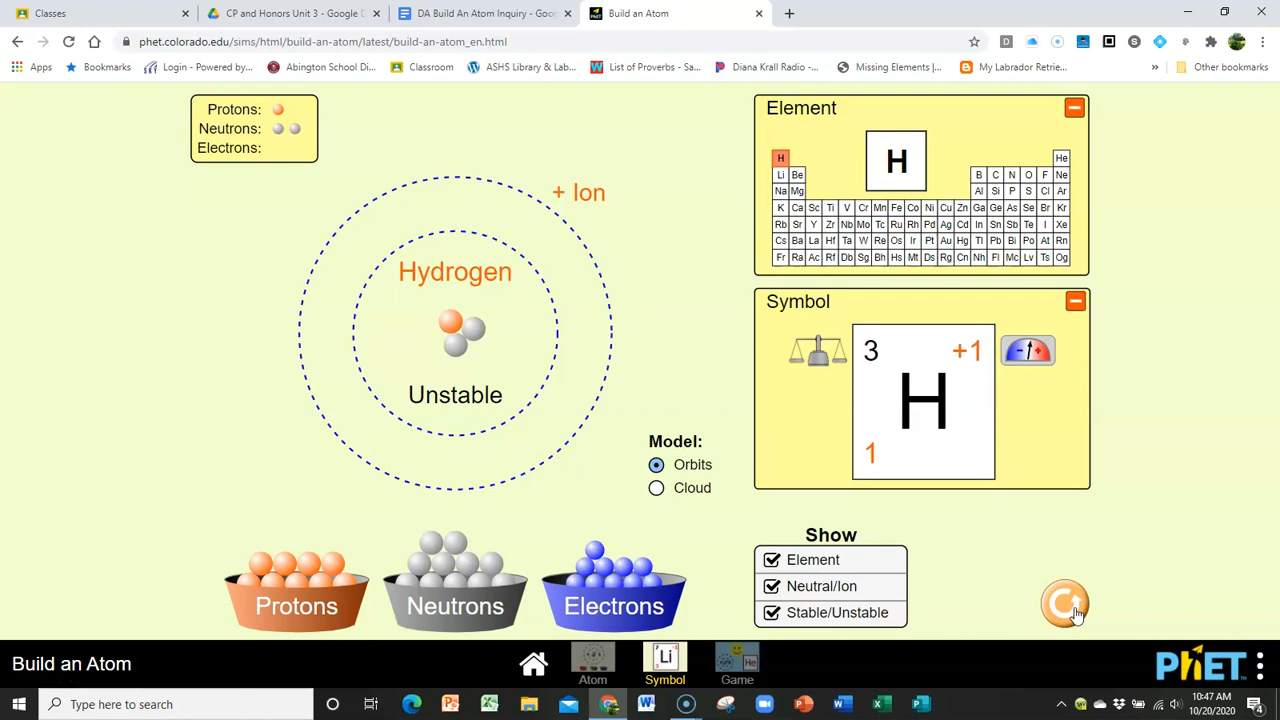 Classes
CP and Honors Unit 3 - Google D
DA Build An Atom Inquiry - Goog
Build an Atom
phet.colorado.edu/sims/html/build-an-atom/latest/build-an-atom_en.html
Apps
Bookmarks
Login - Powered by...
Abington School Di...
Classroom
ASHS Library & Lab...
List of Proverbs - Sa...
Diana Krall Radio -...
Missing Elements |...
My Labrador Retrie...
»
Other bookmarks
Protons:
Neutrons:
Electrons:
+ Ion
Hydrogen
Unstable
Element
H
H He
Li Be B C N O F Ne
Na Mg Al Si P S Cl Ar
K Ca Sc Ti V Cr Mn Fe Co Ni Cu Zn Ga Ge As Se Br Kr
Rb Sr Y Zr Nb Mo Tc Ru Rh Pd Ag Cd In Sn Sb Te I Xe
Cs Ba La Hf Ta W Re Os Ir Pt Au Hg Tl Pb Bi Po At Rn
Fr Ra Ac Rf Db Sg Bh Hs Mt Ds Rg Cn Nh Fl Mc Lv Ts Og
Symbol
3 +1
H
1
- +
Model:
Orbits
Cloud
Protons
Neutrons
Electrons
Show
Element
Neutral/Ion
Stable/Unstable
Build an Atom
Atom
Li
Symbol
He
Game
PhET
Type here to search
10:47 AM
10/20/2020